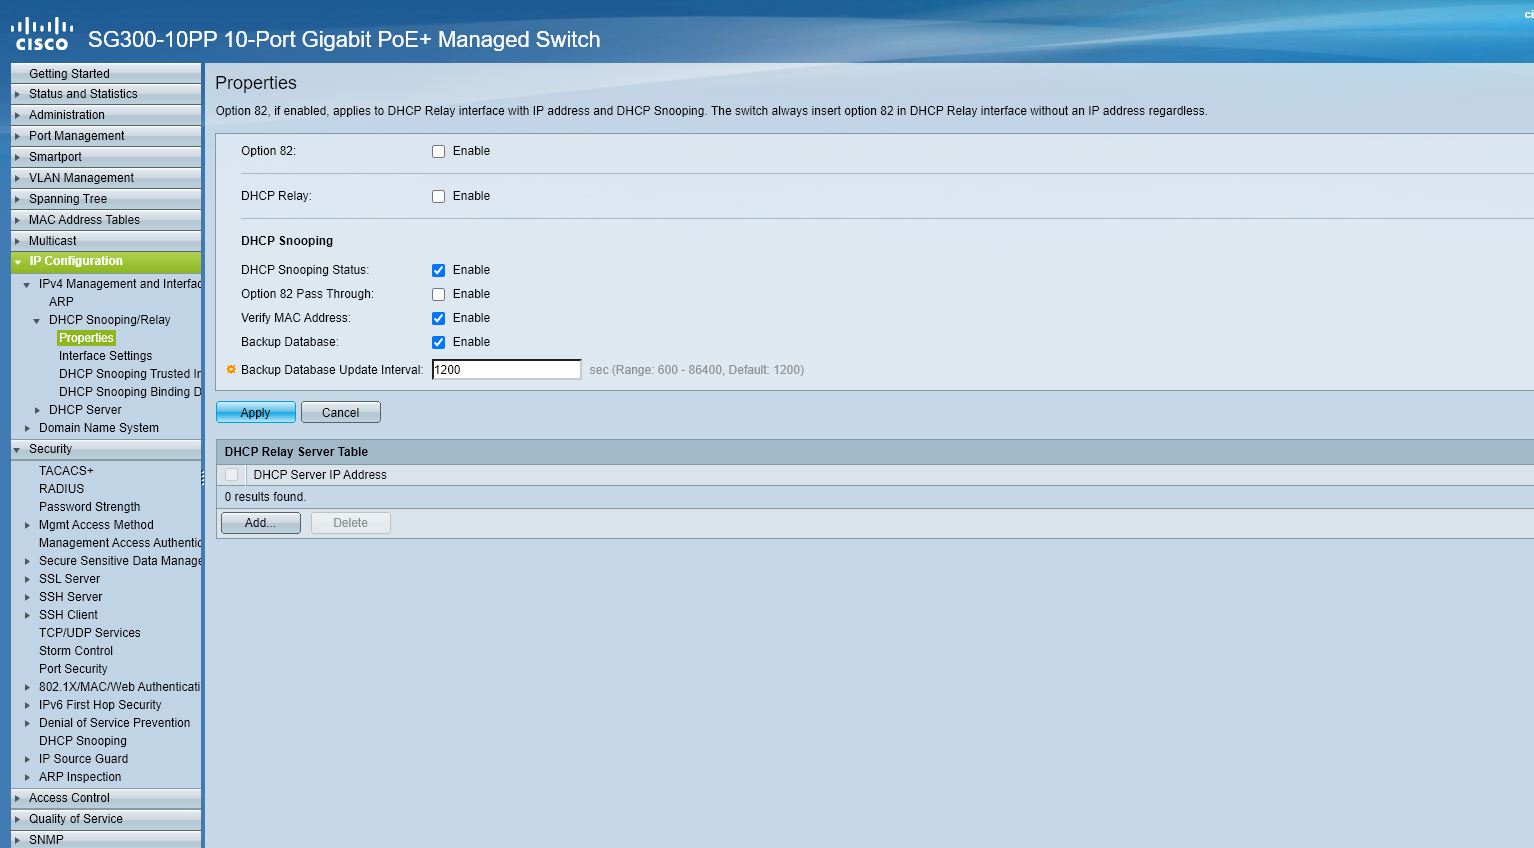 ci
CISCO
SG300-10PP 10-Port Gigabit PoE+ Managed Switch
Getting Started
Status and Statistics
Administration
Port Management
Smartport
VLAN Management
Spanning Tree
MAC Address Tables
Multicast
IP Configuration
IPv4 Management and Interfac
ARP
DHCP Snooping/Relay
Properties
Interface Settings
DHCP Snooping Trusted In
DHCP Snooping Binding D
DHCP Server
Domain Name System
Security
TACACS+
RADIUS
Password Strength
Mgmt Access Method
Management Access Authentic
Secure Sensitive Data Manage
SSL Server
SSH Server
SSH Client
TCP/UDP Services
Storm Control
Port Security
802.1X/MAC/Web Authenticati
IPv6 First Hop Security
Denial of Service Prevention
DHCP Snooping
IP Source Guard
ARP Inspection
Access Control
Quality of Service
SNMP
Properties
Option 82, if enabled, applies to DHCP Relay interface with IP address and DHCP Snooping. The switch always insert option 82 in DHCP Relay interface without an IP address regardless.
Option 82: Enable
DHCP Relay: Enable
DHCP Snooping
DHCP Snooping Status: Enable
Option 82 Pass Through: Enable
Verify MAC Address: Enable
Backup Database: Enable
Backup Database Update Interval: 1200 sec (Range: 600 - 86400, Default: 1200)
Apply Cancel
DHCP Relay Server Table
DHCP Server IP Address
0 results found.
Add... Delete